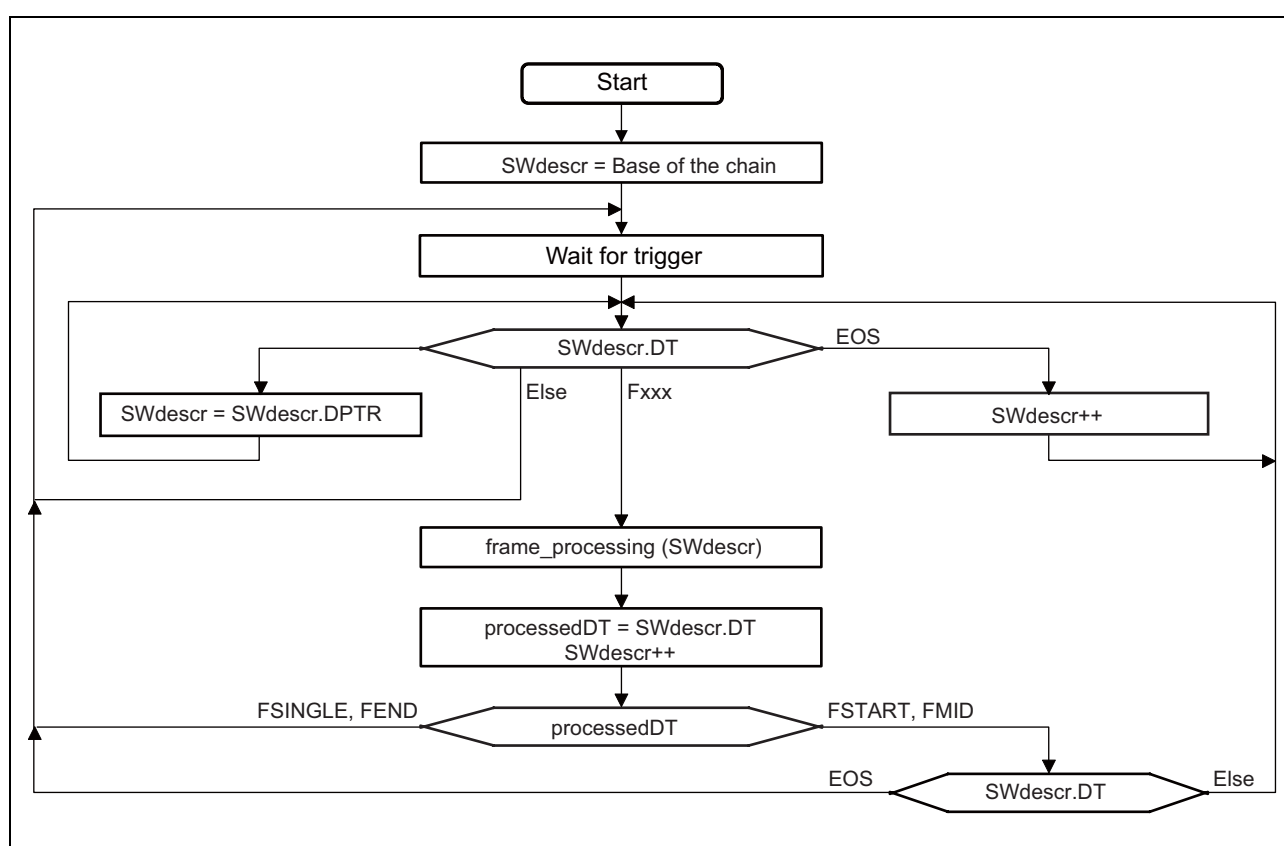 Start
SWdescr = Base of the chain
Wait for trigger
SWdescr.DT
EOS
Else
Fxxx
SWdescr = SWdescr.DPTR
SWdescr++
frame_processing (SWdescr)
processedDT = SWdescr.DT
SWdescr++
FSINGLE, FEND
processedDT
FSTART, FMID
EOS
SWdescr.DT
Else